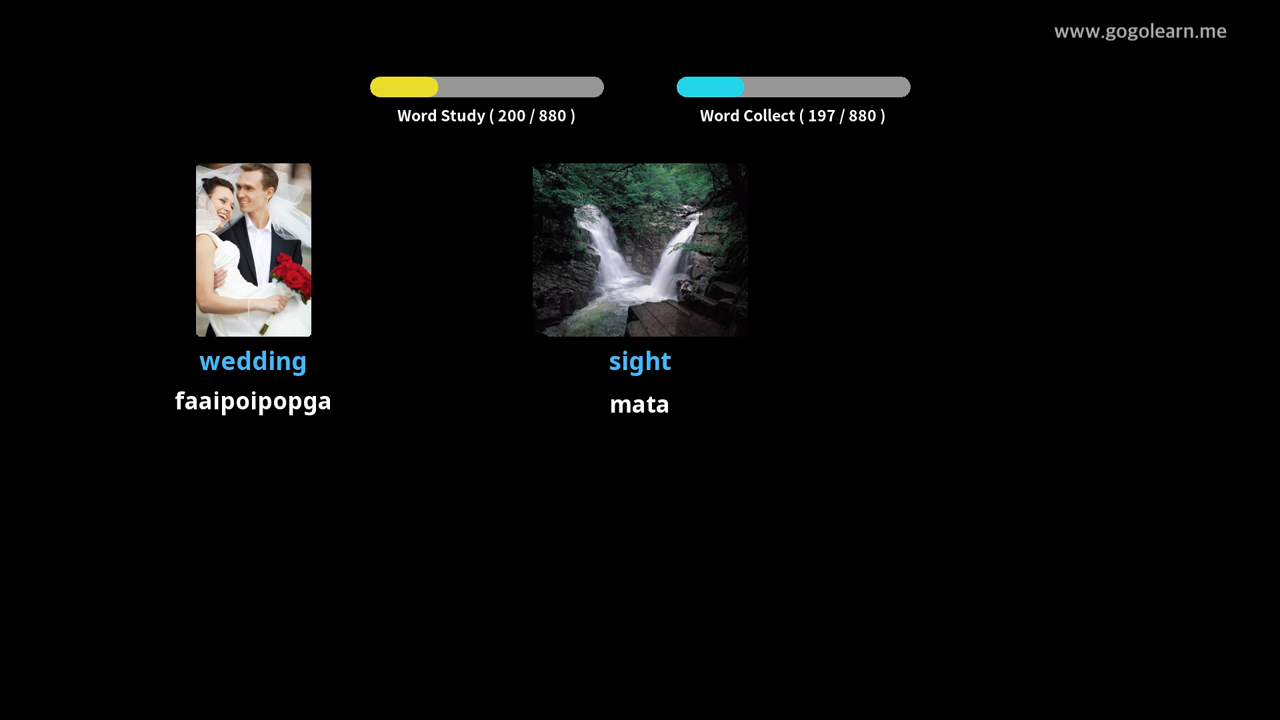 www.gogolearn.me
Word Study ( 200 / 880 )
Word Collect ( 197 / 880 )
wedding
faaipoipopga
sight
mata